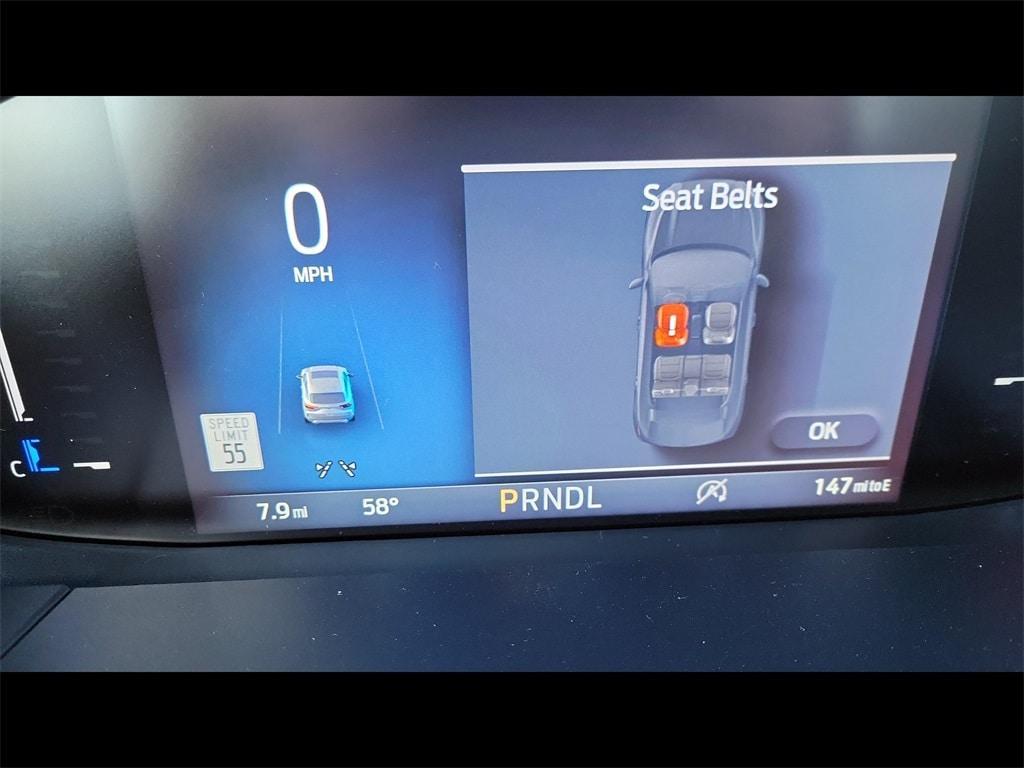 0
MPH
SPEED
LIMIT
55
Seat Belts
!
OK
C
7.9 mi 58° PRNDL 147 mi to E